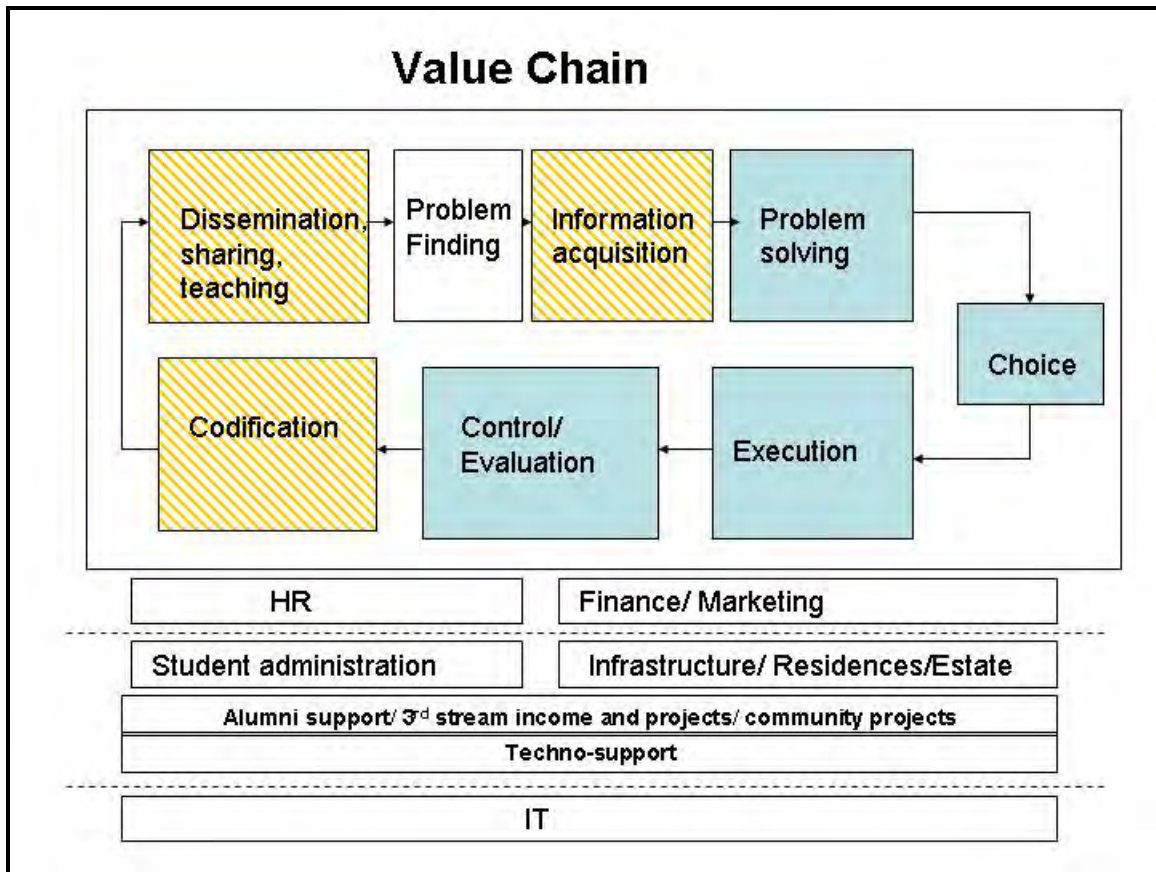 Value Chain
Dissemination,
sharing,
teaching
Problem
Finding
Information
acquisition
Problem
solving
Choice
Codification
Control/
Evaluation
Execution
HR
Finance/ Marketing
Student administration
Infrastructure/ Residences/Estate
Alumni support/ 3rd stream income and projects/ community projects
Techno-support
IT